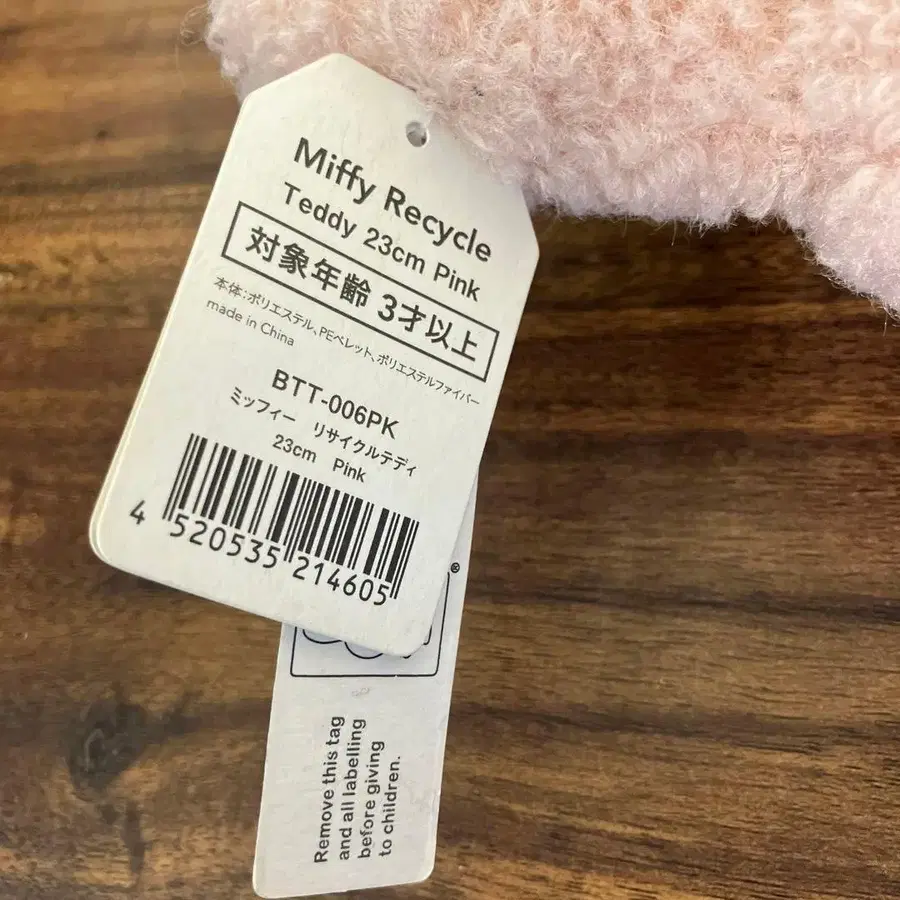 Miffy Recycle
Teddy 23cm Pink
対象年齢 3才以上
本体:ポリエステル、PEペレット、ポリエステルファイバー
made in China
BTT-006PK
ミッフィー リサイクルテディ
23cm Pink
4 520535 214605
®
Remove this tag
and all labelling
before giving
to children.